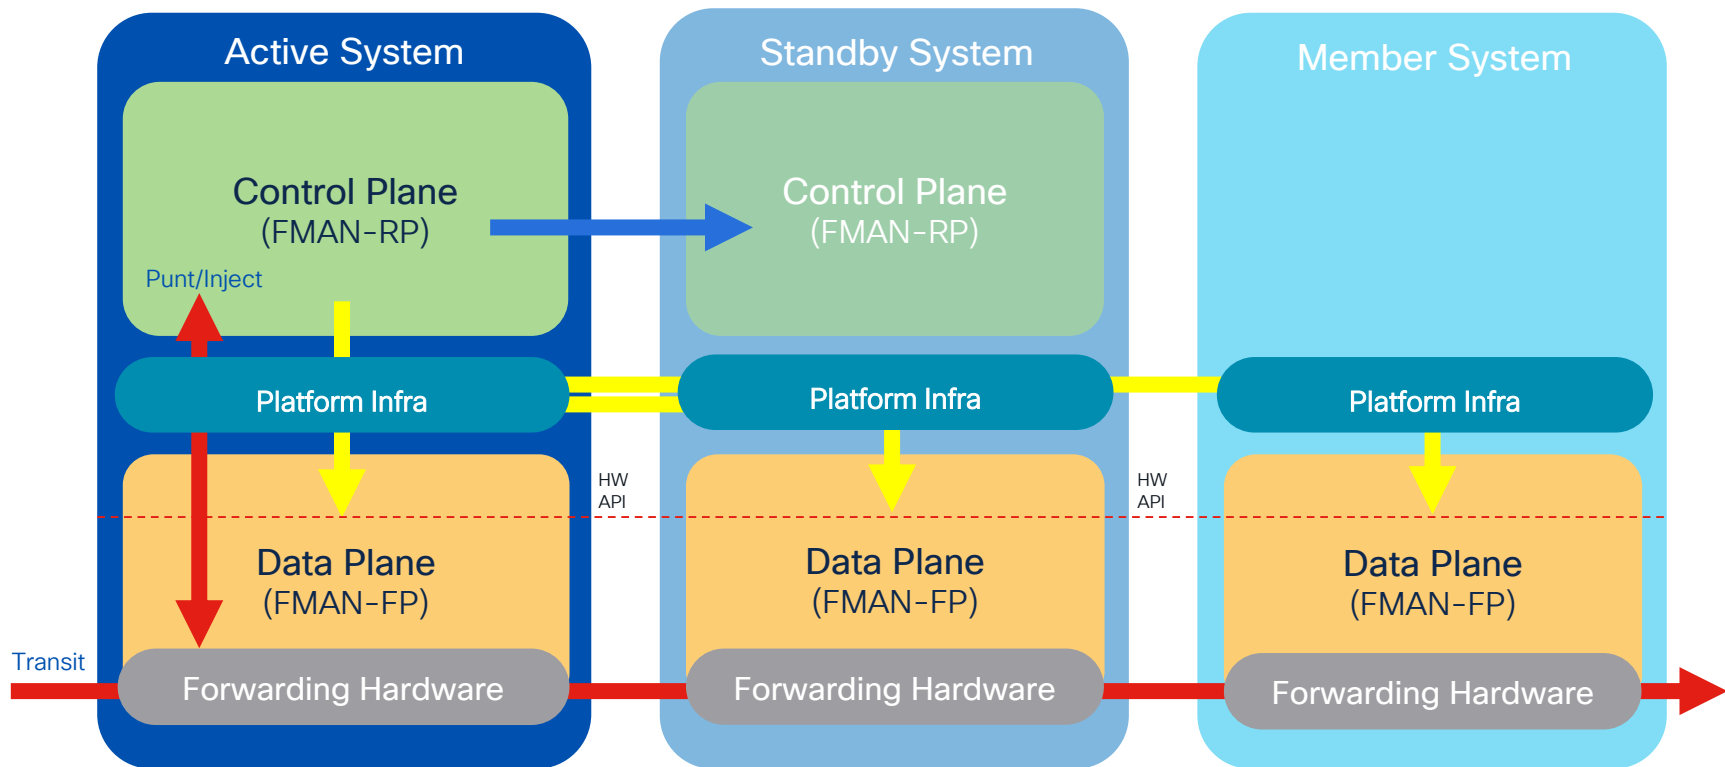 Active System
Standby System
Member System
Control Plane
(FMAN-RP)
Control Plane
(FMAN-RP)
Punt/Inject
Platform Infra
Platform Infra
Platform Infra
HW
API
HW
API
Data Plane
(FMAN-FP)
Data Plane
(FMAN-FP)
Data Plane
(FMAN-FP)
Transit
Forwarding Hardware
Forwarding Hardware
Forwarding Hardware